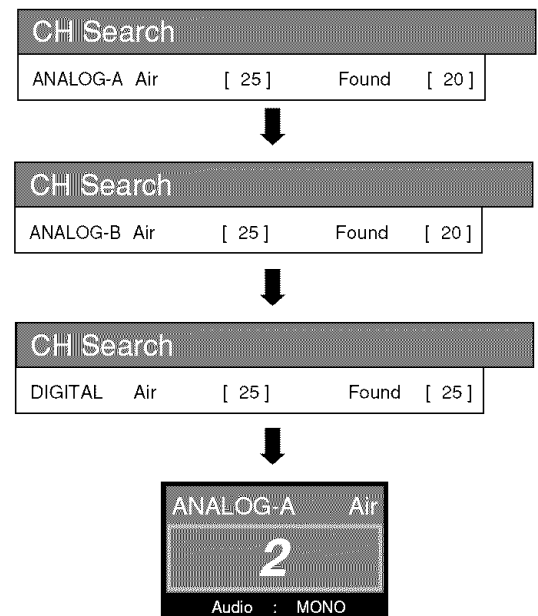 CH Search
ANALOG-A Air [ 25 ] Found [ 20 ]
CH Search
ANALOG-B Air [ 25 ] Found [ 20 ]
CH Search
DIGITAL Air [ 25 ] Found [ 25 ]
ANALOG-A Air
2
Audio : MONO